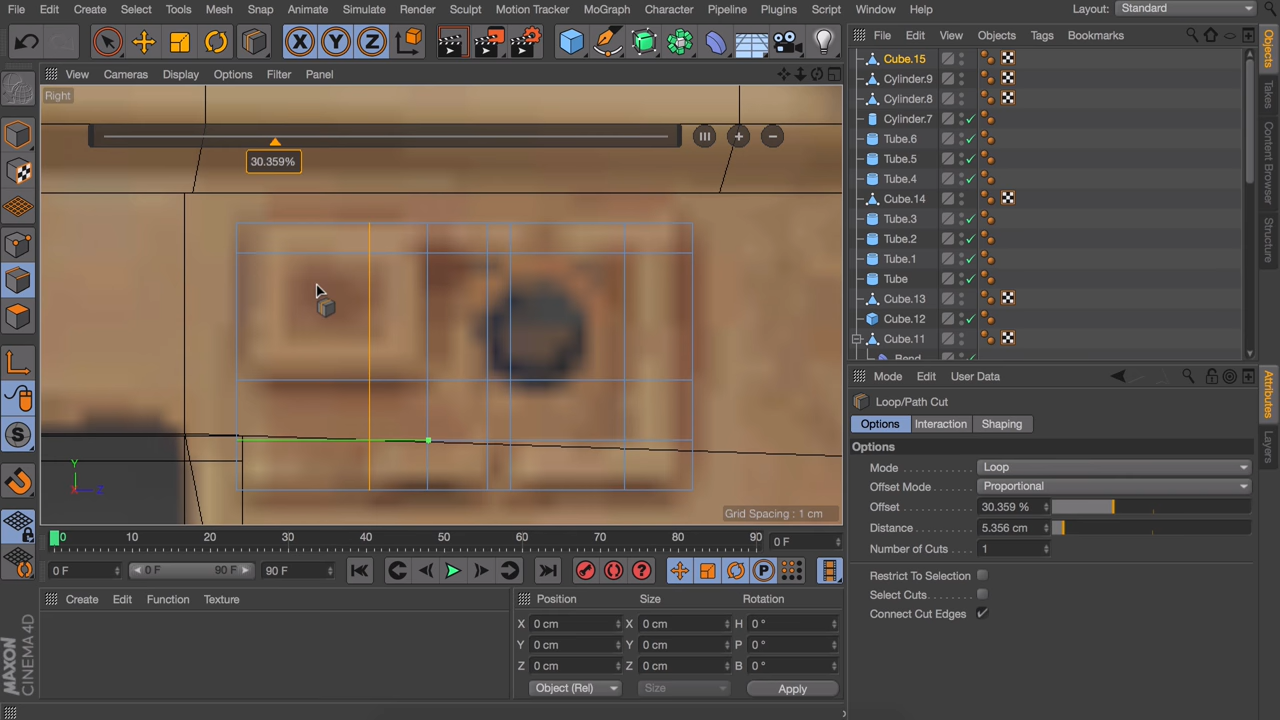 File Edit Create Select Tools Mesh Snap Animate Simulate Render Sculpt Motion Tracker MoGraph Character Pipeline Plugins Script Window Help Layout: Standard
X Y Z
File Edit View Objects Tags Bookmarks
View Cameras Display Options Filter Panel
Right
30.359%
Y
X Z
Grid Spacing : 1 cm
Cube.15
Cylinder.9
Cylinder.8
Cylinder.7
Tube.6
Tube.5
Tube.4
Cube.14
Tube.3
Tube.2
Tube.1
Tube
Cube.13
Cube.12
Cube.11
Bend
Objects
Takes
Content Browser
Structure
S
Mode Edit User Data
Loop/Path Cut
Options Interaction Shaping
Options
Mode Loop
Offset Mode Proportional
Offset 30.359 %
Distance 5.356 cm
Number of Cuts 1
Restrict To Selection
Select Cuts
Connect Cut Edges
Attributes
Layers
0 10 20 30 40 50 60 70 80 90 0 F
0 F 0 F 90 F 90 F
P
Create Edit Function Texture
Position Size Rotation
X 0 cm X 0 cm H 0 °
Y 0 cm Y 0 cm P 0 °
Z 0 cm Z 0 cm B 0 °
Object (Rel) Size Apply
MAXON
CINEMA 4D